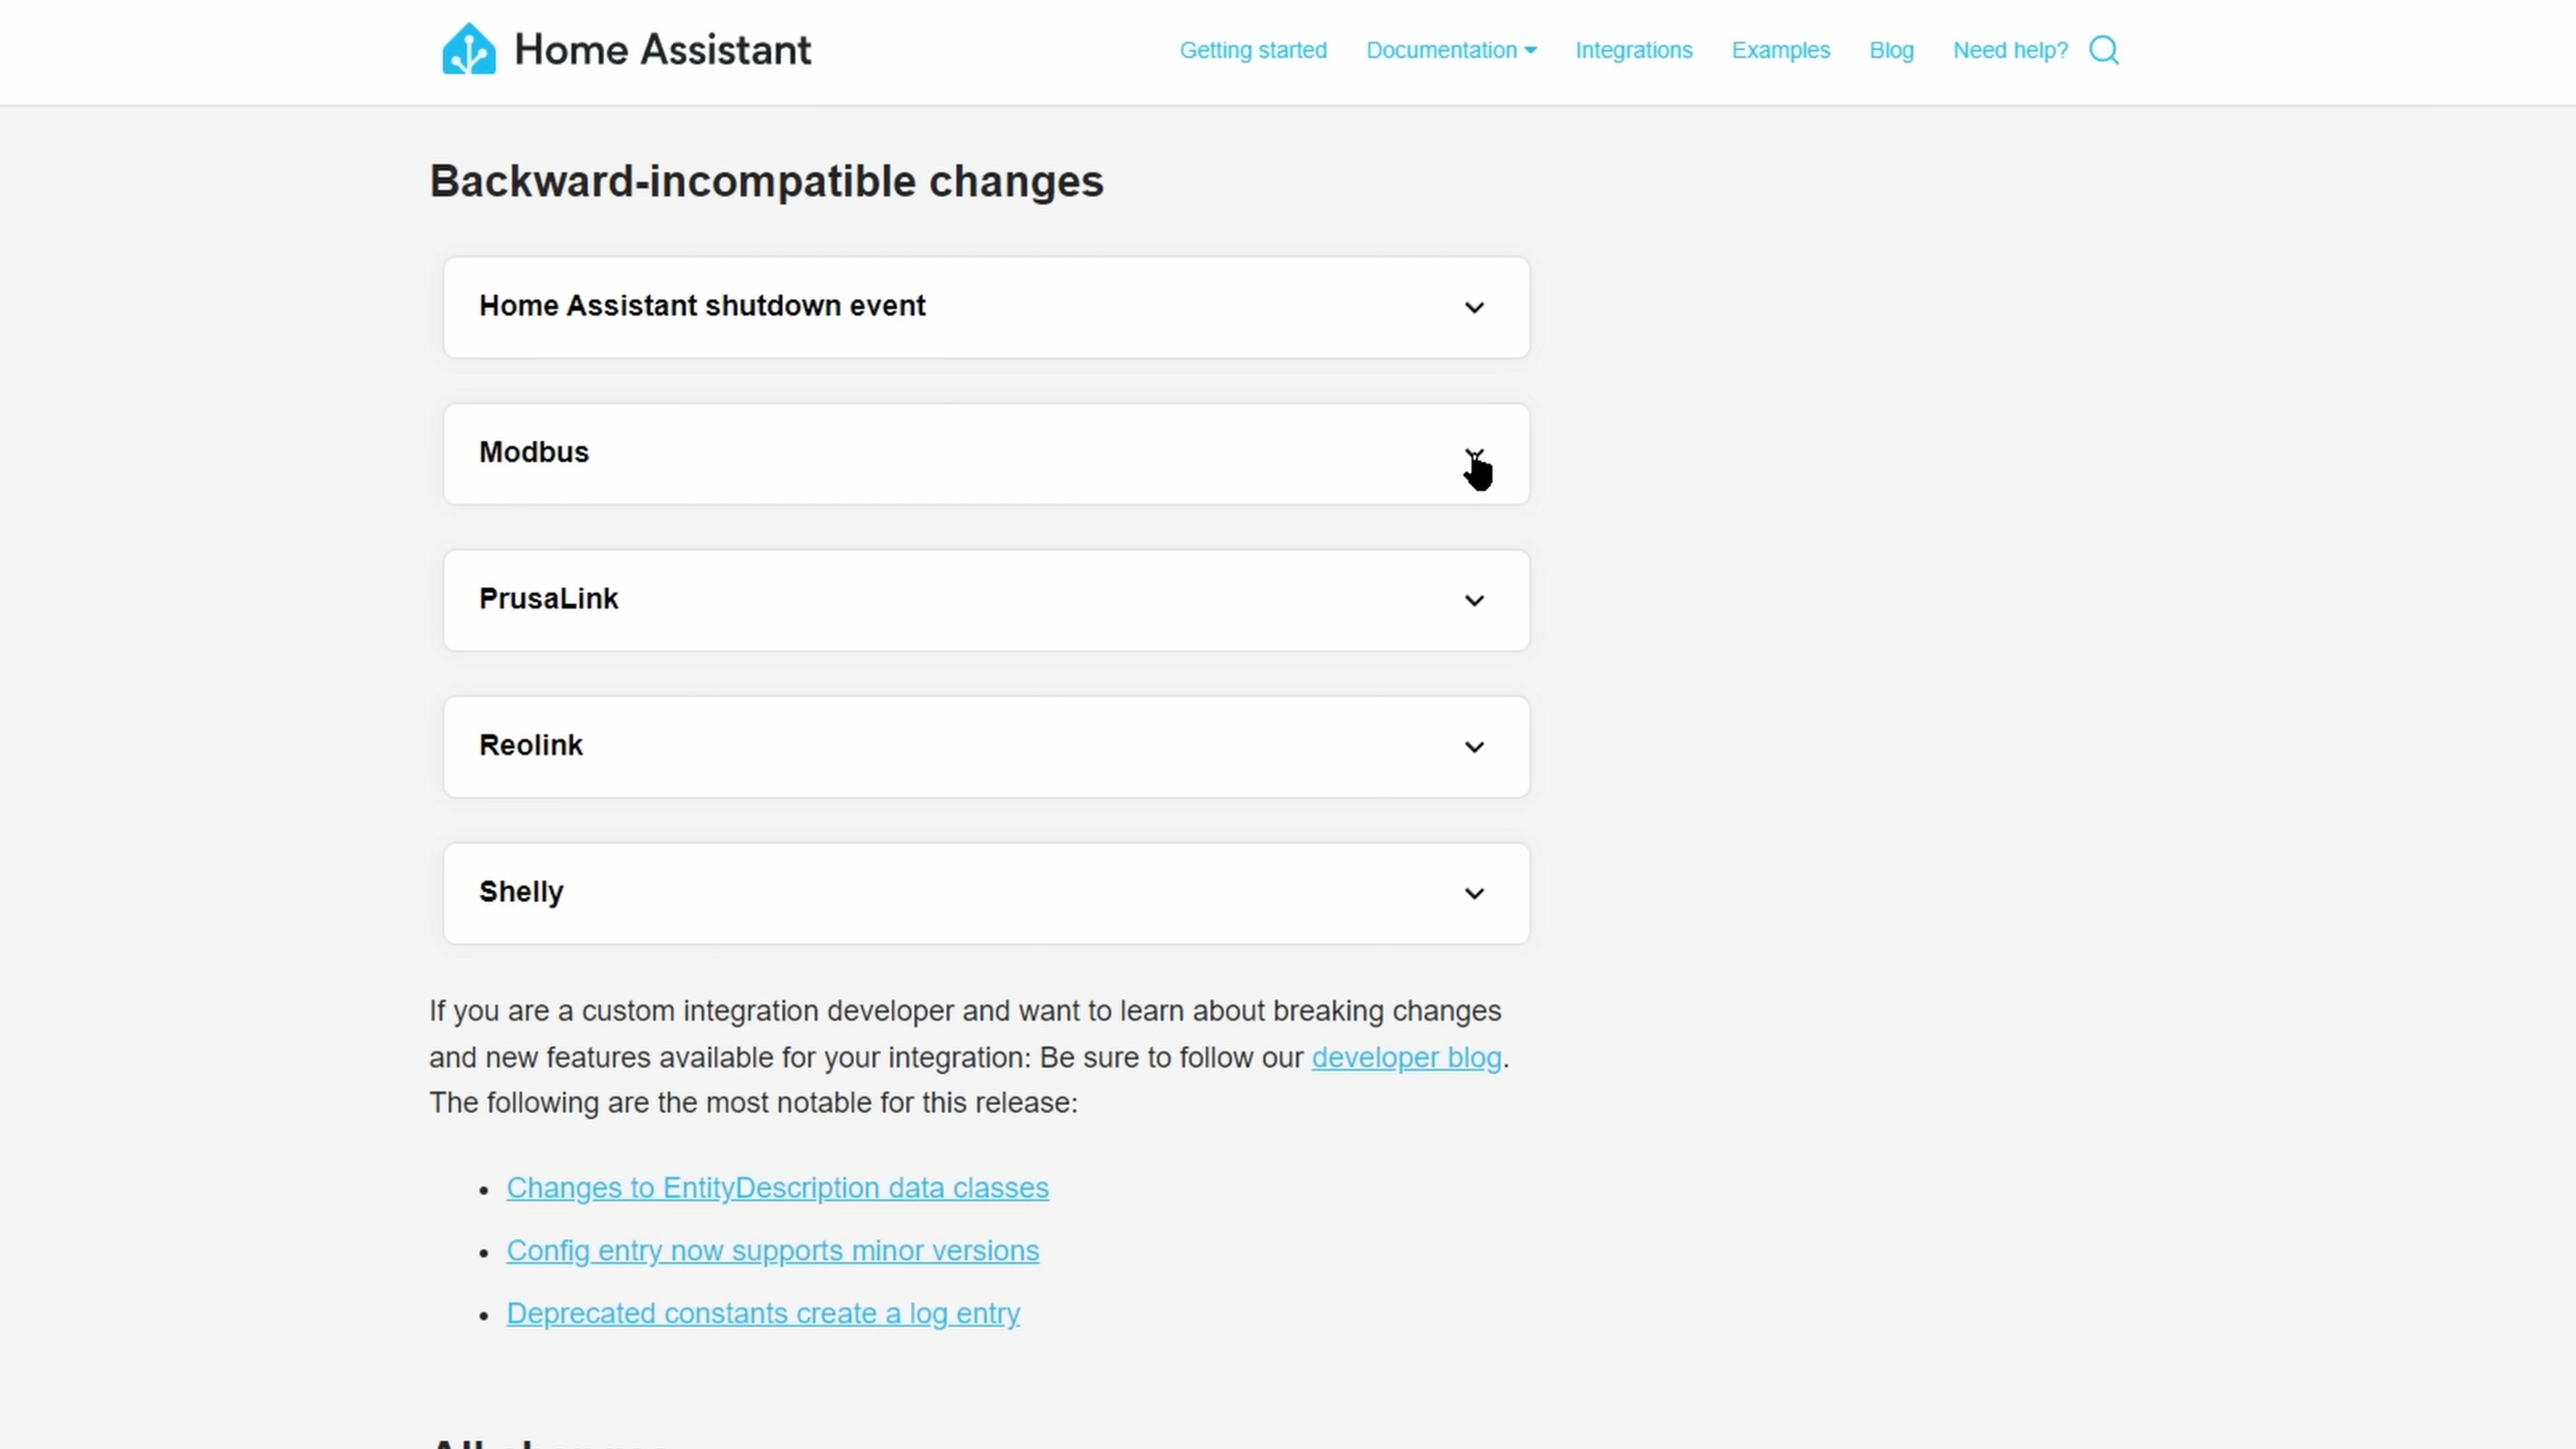 Home Assistant
Getting started Documentation Integrations Examples Blog Need help?
Backward-incompatible changes
Home Assistant shutdown event
Modbus
PrusaLink
Reolink
Shelly
If you are a custom integration developer and want to learn about breaking changes
and new features available for your integration: Be sure to follow our developer blog.
The following are the most notable for this release:
• Changes to EntityDescription data classes
• Config entry now supports minor versions
• Deprecated constants create a log entry